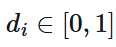 dᵢ ∈ [0, 1]